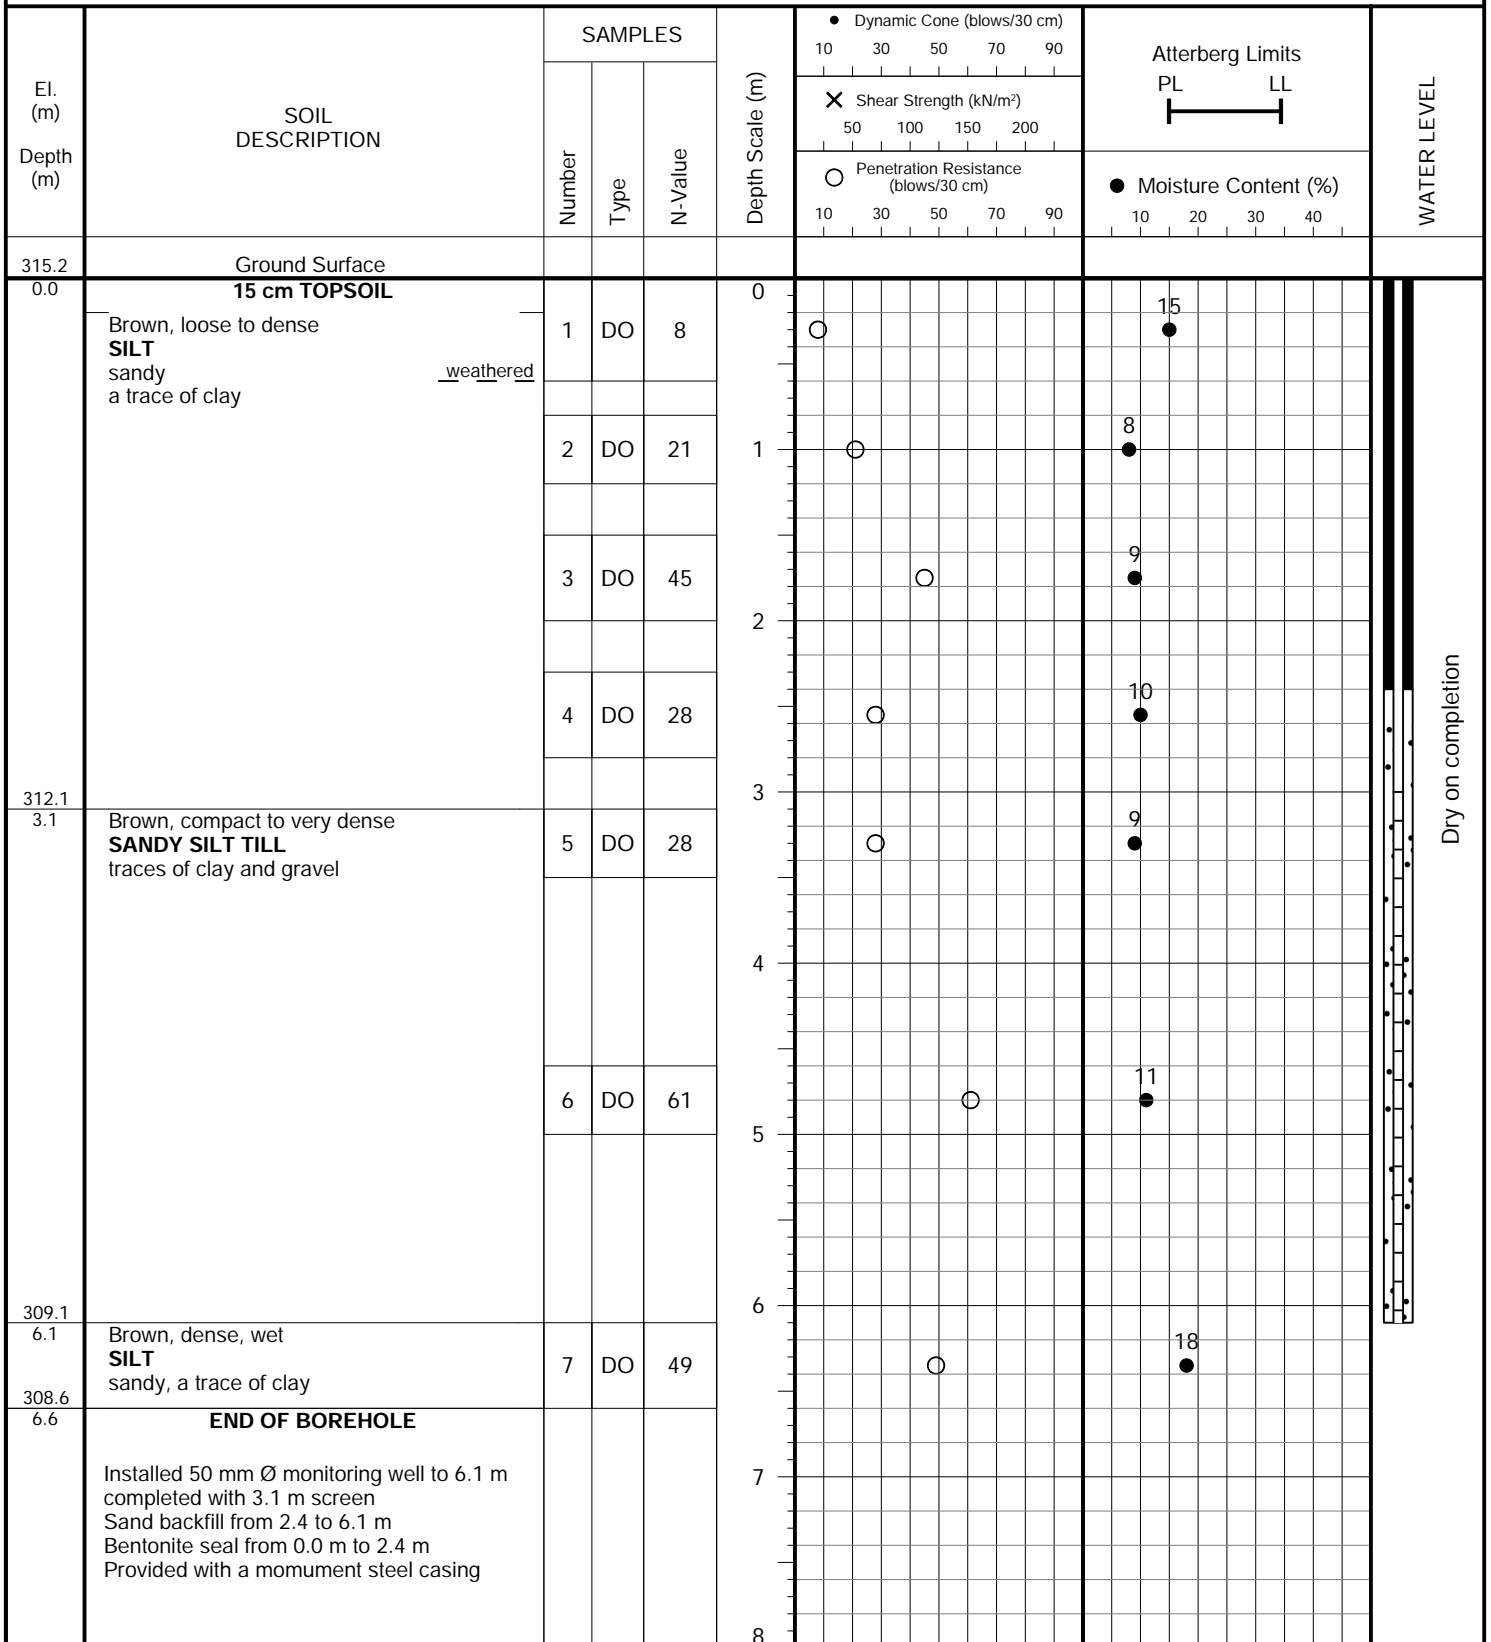 El.
(m)
Depth
(m)
SOIL
DESCRIPTION
SAMPLES
Number
Type
N-Value
Depth Scale (m)
Dynamic Cone (blows/30 cm)
10 30 50 70 90
Shear Strength (kN/m²)
50 100 150 200
Penetration Resistance
(blows/30 cm)
10 30 50 70 90
Atterberg Limits
PL LL
Moisture Content (%)
10 20 30 40
WATER LEVEL
315.2 Ground Surface
0.0 15 cm TOPSOIL 0
15
Brown, loose to dense
SILT 1 DO 8
sandy weathered
a trace of clay
8
2 DO 21 1
9
3 DO 45
2
10
4 DO 28
Dry on completion
312.1 3
3.1 Brown, compact to very dense 9
SANDY SILT TILL 5 DO 28
traces of clay and gravel
4
11
6 DO 61
5
309.1 6
6.1 Brown, dense, wet 18
SILT 7 DO 49
sandy, a trace of clay
308.6
6.6 END OF BOREHOLE
Installed 50 mm Ø monitoring well to 6.1 m 7
completed with 3.1 m screen
Sand backfill from 2.4 to 6.1 m
Bentonite seal from 0.0 m to 2.4 m
Provided with a momument steel casing
8